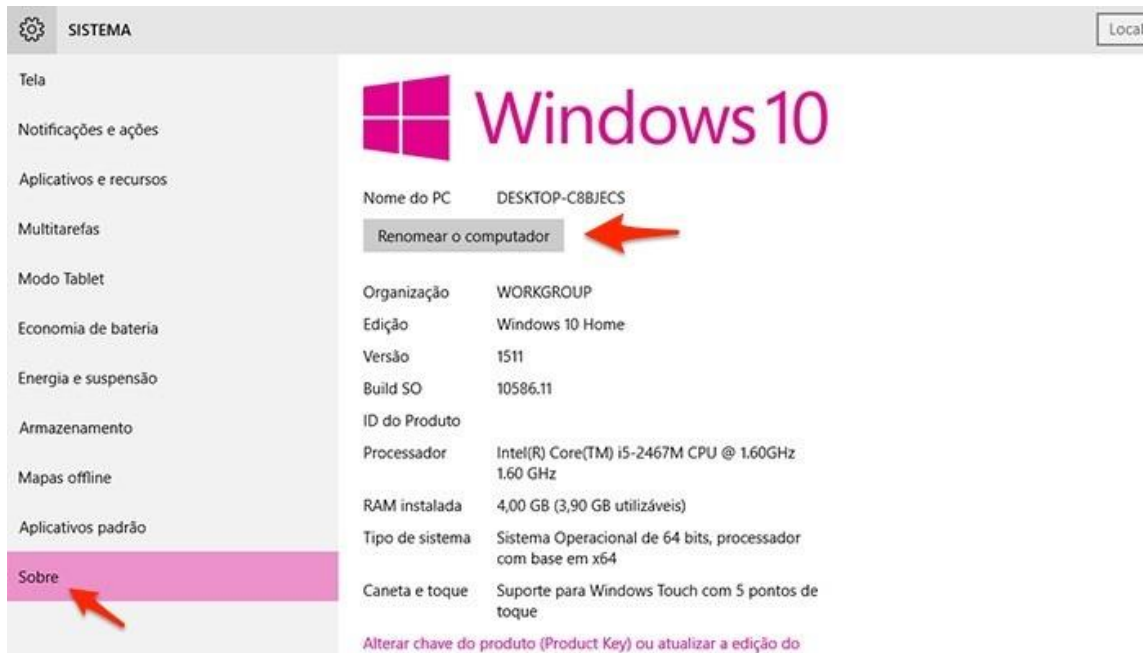 SISTEMA
Local
Tela
Notificações e ações
Aplicativos e recursos
Multitarefas
Modo Tablet
Economia de bateria
Energia e suspensão
Armazenamento
Mapas offline
Aplicativos padrão
Sobre
Windows 10
Nome do PC DESKTOP-C8BJECS
Renomear o computador
Organização WORKGROUP
Edição Windows 10 Home
Versão 1511
Build SO 10586.11
ID do Produto
Processador Intel(R) Core(TM) i5-2467M CPU @ 1.60GHz
1.60 GHz
RAM instalada 4,00 GB (3,90 GB utilizáveis)
Tipo de sistema Sistema Operacional de 64 bits, processador
com base em x64
Caneta e toque Suporte para Windows Touch com 5 pontos de
toque
Alterar chave do produto (Product Key) ou atualizar a edição do